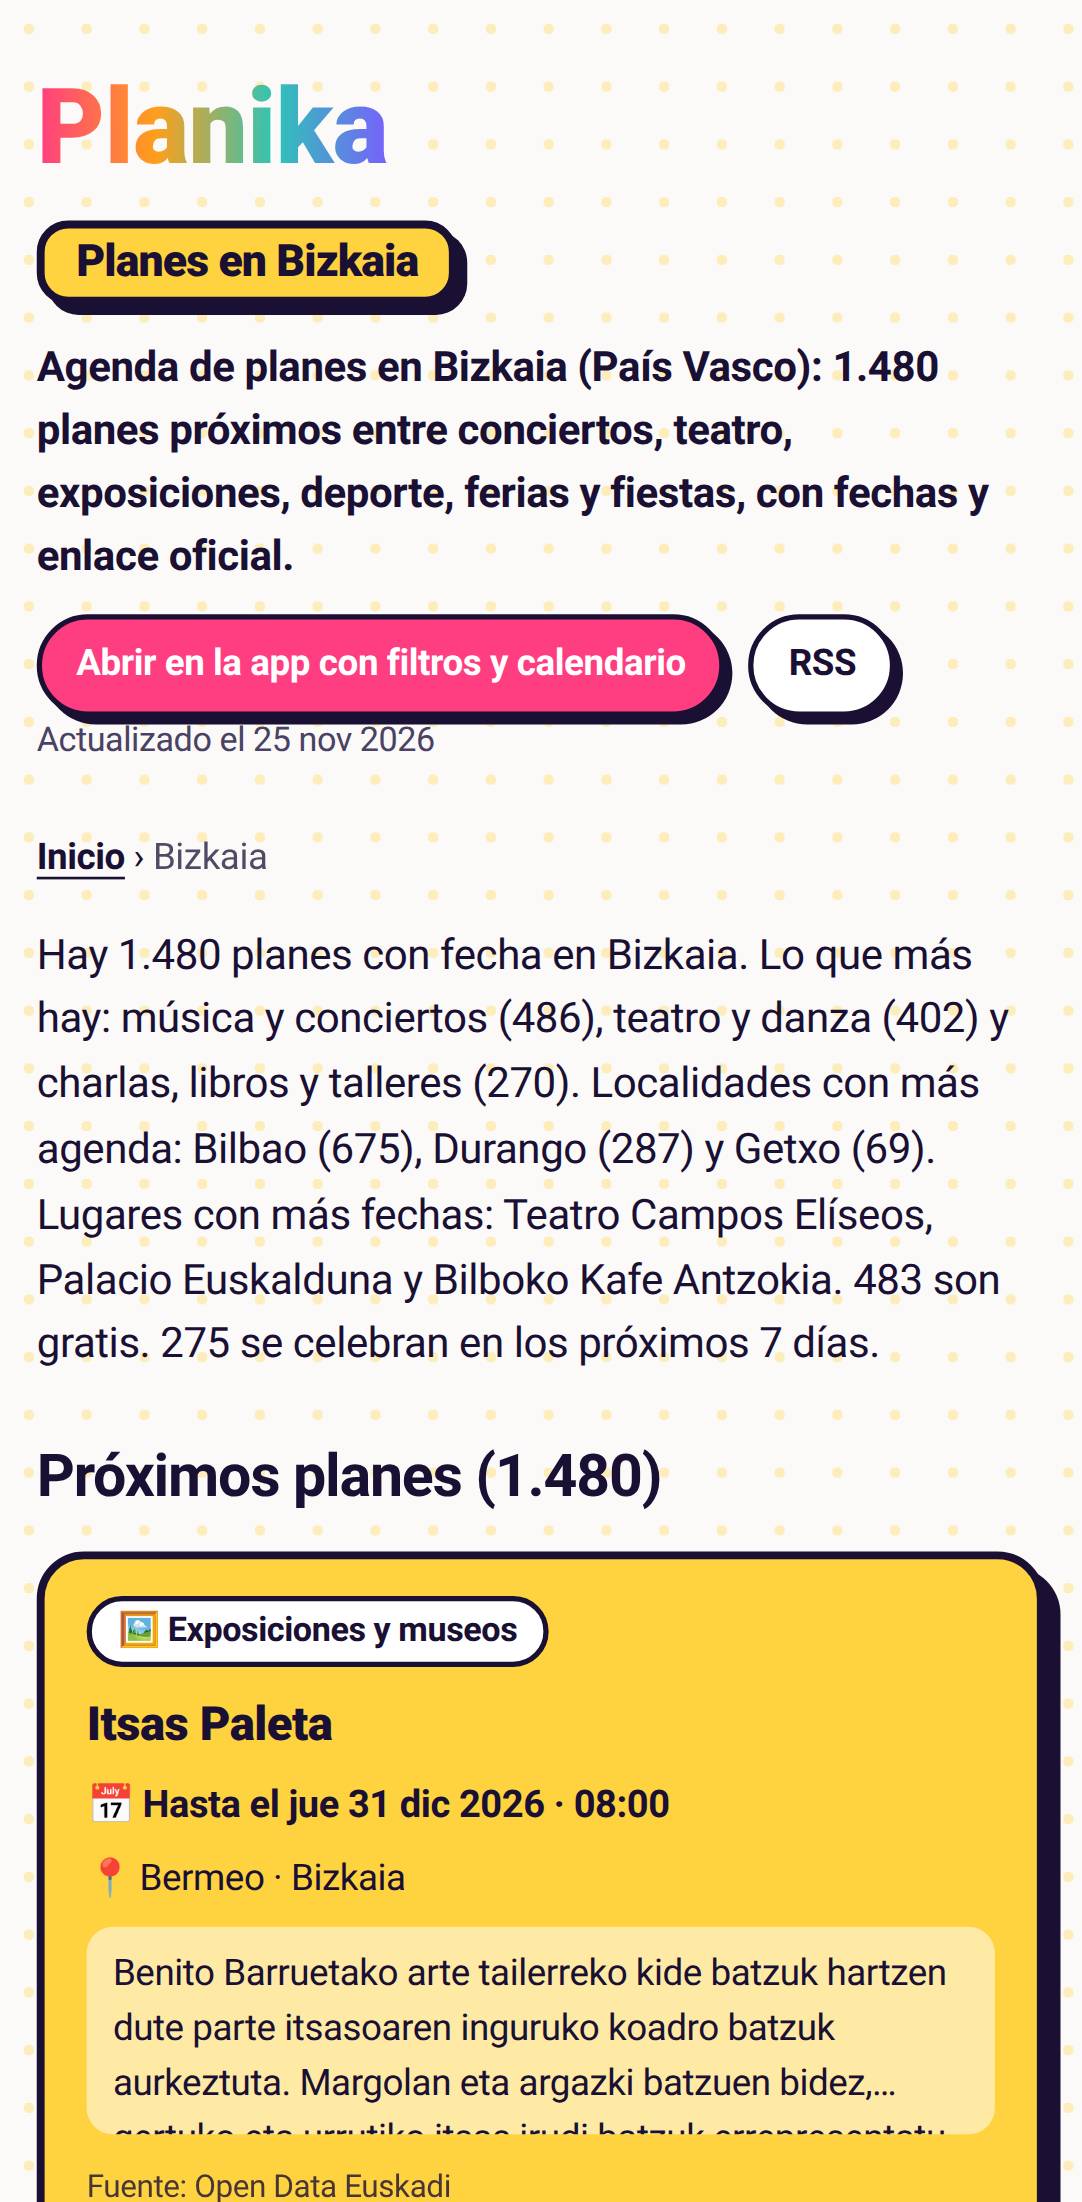 Planika
Planes en Bizkaia
Agenda de planes en Bizkaia (País Vasco): 1.480
planes próximos entre conciertos, teatro,
exposiciones, deporte, ferias y fiestas, con fechas y
enlace oficial.
Abrir en la app con filtros y calendario
RSS
Actualizado el 25 nov 2026
Inicio › Bizkaia
Hay 1.480 planes con fecha en Bizkaia. Lo que más
hay: música y conciertos (486), teatro y danza (402) y
charlas, libros y talleres (270). Localidades con más
agenda: Bilbao (675), Durango (287) y Getxo (69).
Lugares con más fechas: Teatro Campos Elíseos,
Palacio Euskalduna y Bilboko Kafe Antzokia. 483 son
gratis. 275 se celebran en los próximos 7 días.
Próximos planes (1.480)
🖼️ Exposiciones y museos
Itsas Paleta
📅 Hasta el jue 31 dic 2026 · 08:00
📍 Bermeo · Bizkaia
Benito Barruetako arte tailerreko kide batzuk hartzen
dute parte itsasoaren inguruko koadro batzuk
aurkeztuta. Margolan eta argazki batzuen bidez,...
gertuko eta urrutiko itsas irudi batzuk errepresentatu
Fuente: Open Data Euskadi